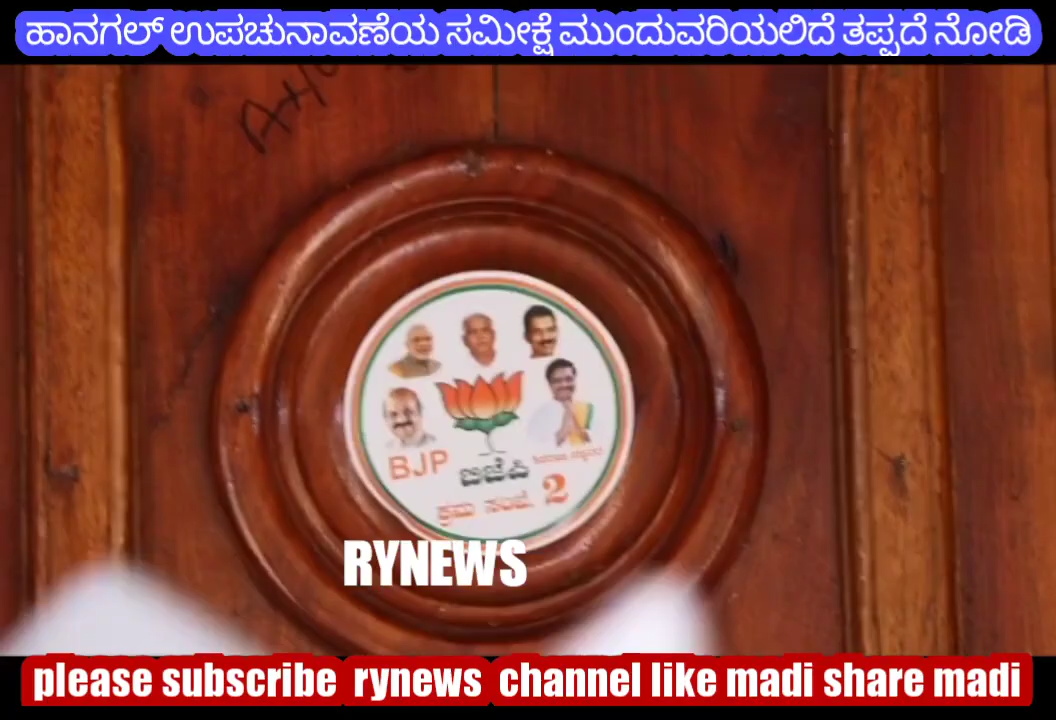 ಹಾನಗಲ್ ಉಪಚುನಾವಣೆಯ ಸಮೀಕ್ಷೆ ಮುಂದುವರಿಯಲಿದೆ ತಪ್ಪದೆ ನೋಡಿ
BJP ಬಿಜೆಪಿ
ಕ್ರಮ ಸಂಖ್ಯೆ 2
RYNEWS
please subscribe rynews channel like madi share madi